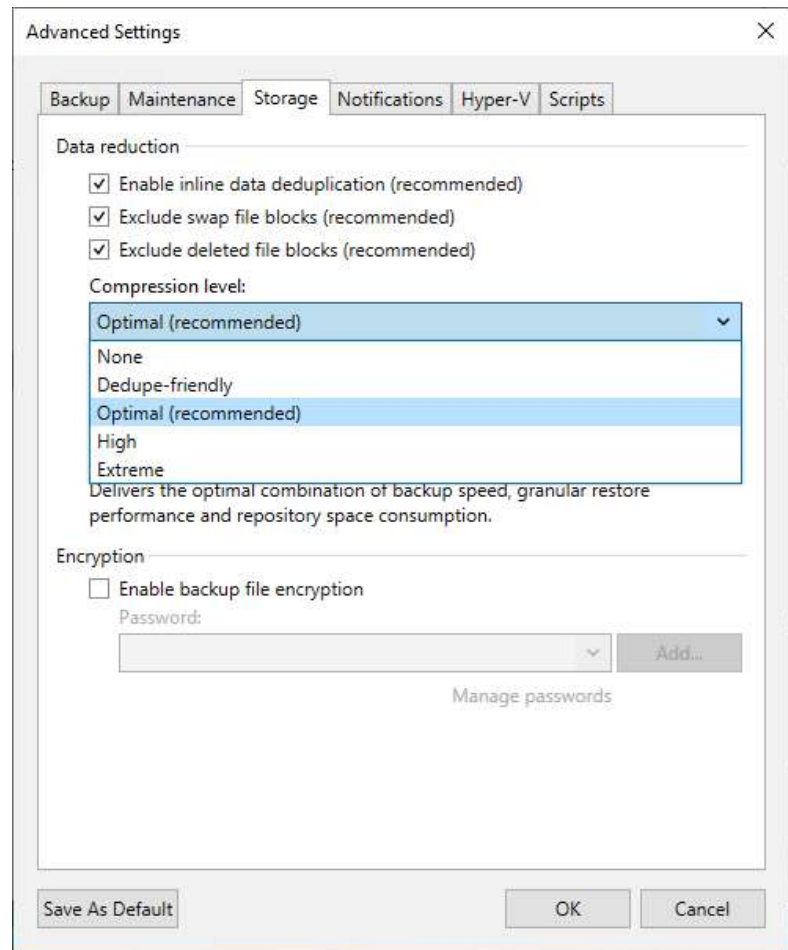 Advanced Settings
Backup Maintenance Storage Notifications Hyper-V Scripts
Data reduction
Enable inline data deduplication (recommended)
Exclude swap file blocks (recommended)
Exclude deleted file blocks (recommended)
Compression level:
Optimal (recommended)
None
Dedupe-friendly
Optimal (recommended)
High
Extreme
Delivers the optimal combination of backup speed, granular restore
performance and repository space consumption.
Encryption
Enable backup file encryption
Password:
Add...
Manage passwords
Save As Default OK Cancel